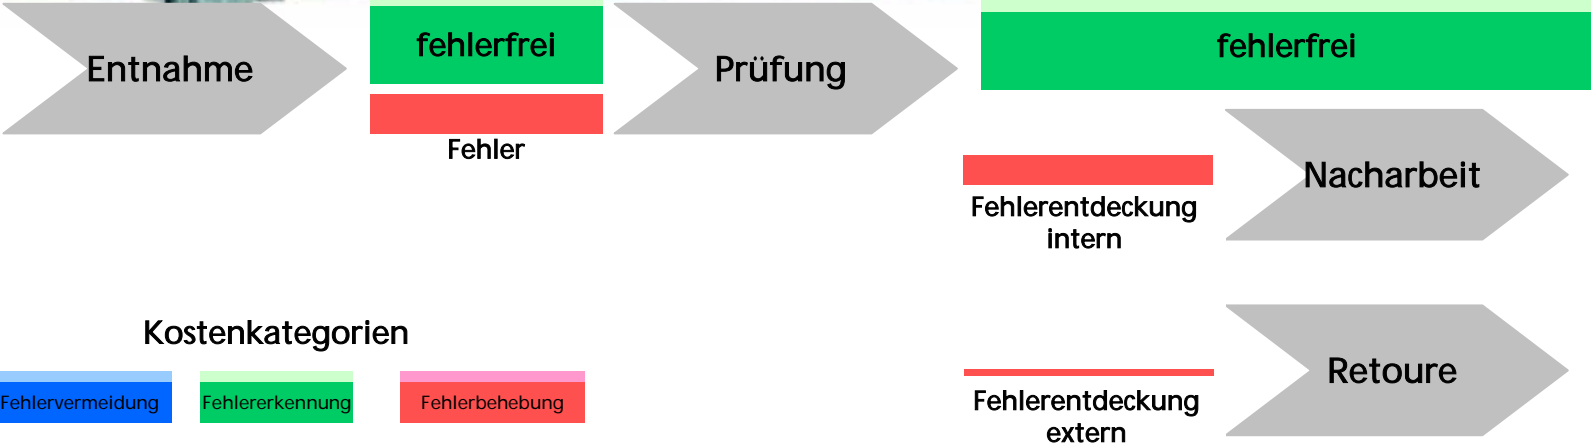 Entnahme
fehlerfrei
Fehler
Prüfung
fehlerfrei
Fehlerentdeckung
intern
Nacharbeit
Fehlerentdeckung
extern
Retoure
Kostenkategorien
Fehlervermeidung
Fehlererkennung
Fehlerbehebung